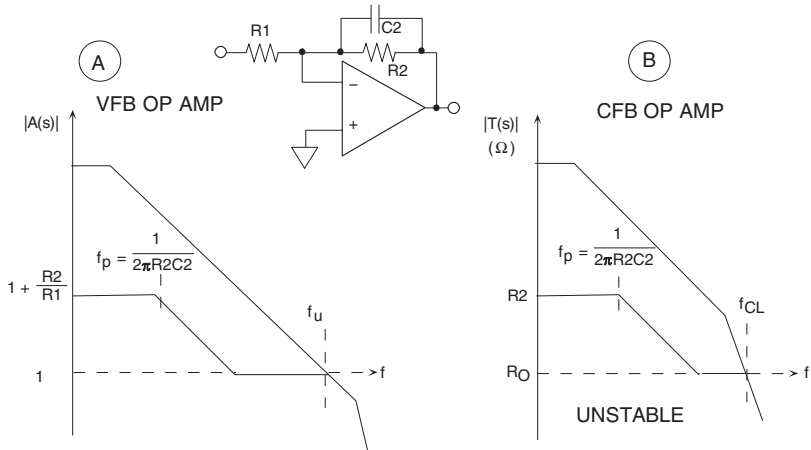 R1
C2
R2
−
+
A
VFB OP AMP
|A(s)|
fp = 1 / 2πR2C2
1 + R2 / R1
fu
1
f
B
CFB OP AMP
|T(s)|
(Ω)
fp = 1 / 2πR2C2
fCL
R2
RO
f
UNSTABLE